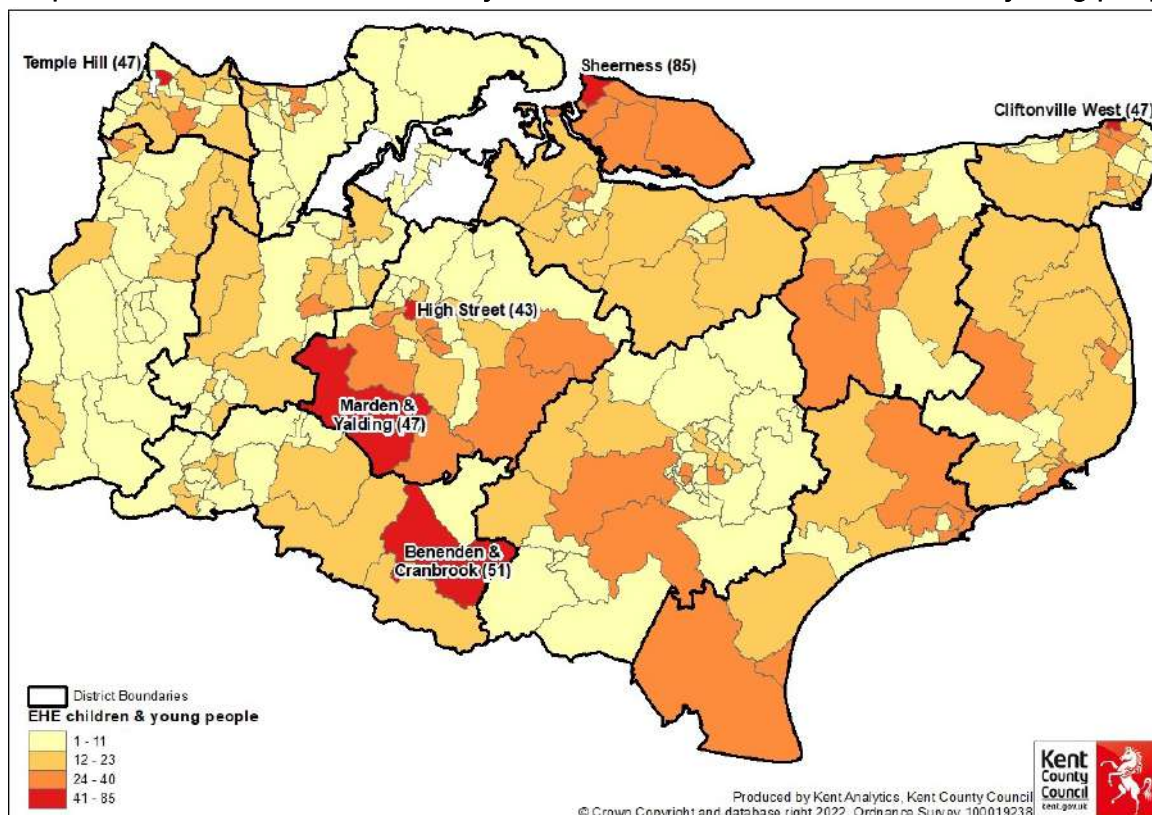 Temple Hill (47)
Sheerness (85)
Cliftonville West (47)
High Street (43)
Marden &
Yalding (47)
Benenden &
Cranbrook (51)
District Boundaries
EHE children & young people
1 - 11
12 - 23
24 - 40
41 - 85
Kent
County
Council
kent.gov.uk
Produced by Kent Analytics, Kent County Council
© Crown Copyright and database right 2022, Ordnance Survey 100019238